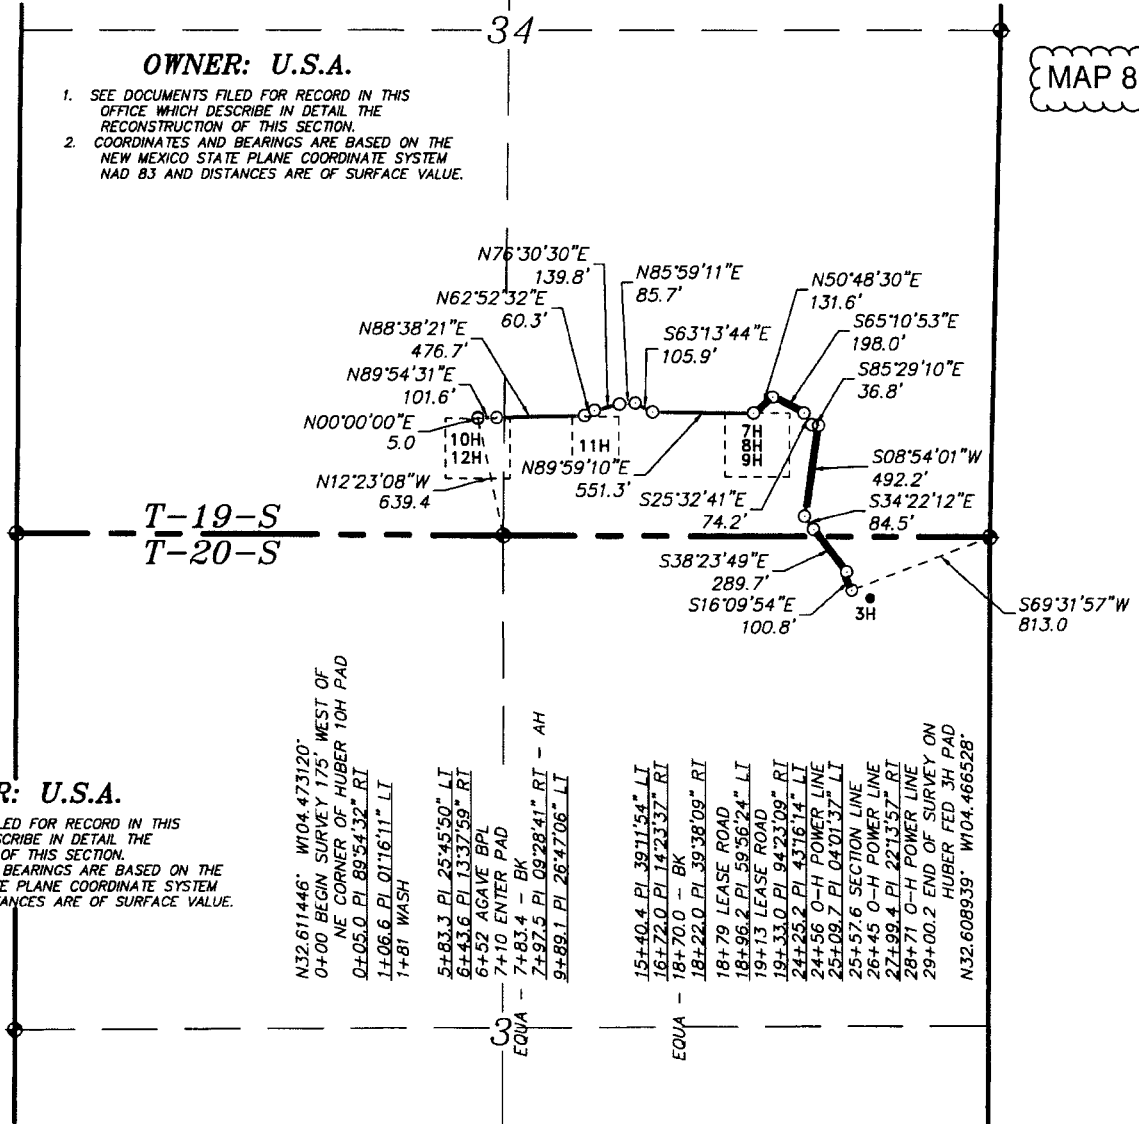 34
MAP 8
OWNER: U.S.A.
1. SEE DOCUMENTS FILED FOR RECORD IN THIS
OFFICE WHICH DESCRIBE IN DETAIL THE
RECONSTRUCTION OF THIS SECTION.
2. COORDINATES AND BEARINGS ARE BASED ON THE
NEW MEXICO STATE PLANE COORDINATE SYSTEM
NAD 83 AND DISTANCES ARE OF SURFACE VALUE.
N76°30'30"E
139.8'
N85°59'11"E
85.7'
N50°48'30"E
131.6'
N62°52'32"E
60.3'
S65°10'53"E
198.0'
N88°38'21"E
476.7'
S63°13'44"E
105.9'
S85°29'10"E
36.8'
N89°54'31"E
101.6'
N00°00'00"E
5.0
10H
12H
11H
7H
8H
9H
N89°59'10"E
551.3'
S08°54'01"W
492.2'
N12°23'08"W
639.4
S25°32'41"E
74.2'
S34°22'12"E
84.5'
T-19-S
T-20-S
S38°23'49"E
289.7'
S16°09'54"E
100.8'
3H
S69°31'57"W
813.0
R: U.S.A.
LED FOR RECORD IN THIS
SCRIBE IN DETAIL THE
OF THIS SECTION.
BEARINGS ARE BASED ON THE
E PLANE COORDINATE SYSTEM
ANCES ARE OF SURFACE VALUE.
N32.611446° W104.473120°
0+00 BEGIN SURVEY 175' WEST OF
NE CORNER OF HUBER 10H PAD
0+05.0 PI 89°54'32" RT
1+06.6 PI 01°16'11" LT
1+81 WASH
5+83.3 PI 25°45'50" LT
6+43.6 PI 13°37'59" RT
6+52 AGAVE BPL
7+10 ENTER PAD
EQUA - 7+83.4 - BK
7+97.5 PI 09°28'41" RT - AH
9+89.1 PI 26°47'06" LT
15+40.4 PI 39°11'54" LT
16+72.0 PI 14°23'37" RT
EQUA - 18+70.0 - BK
18+22.0 PI 39°38'09" RT
18+79 LEASE ROAD
18+96.2 PI 59°56'24" LT
19+13 LEASE ROAD
19+33.0 PI 94°23'09" RT
24+25.2 PI 43°16'14" LT
24+56 O-H POWER LINE
25+09.7 PI 04°01'37" LT
25+57.6 SECTION LINE
26+45 O-H POWER LINE
27+99.4 PI 22°13'57" RT
28+71 O-H POWER LINE
29+00.2 END OF SURVEY ON
HUBER FED 3H PAD
N32.608939° W104.466528°
3